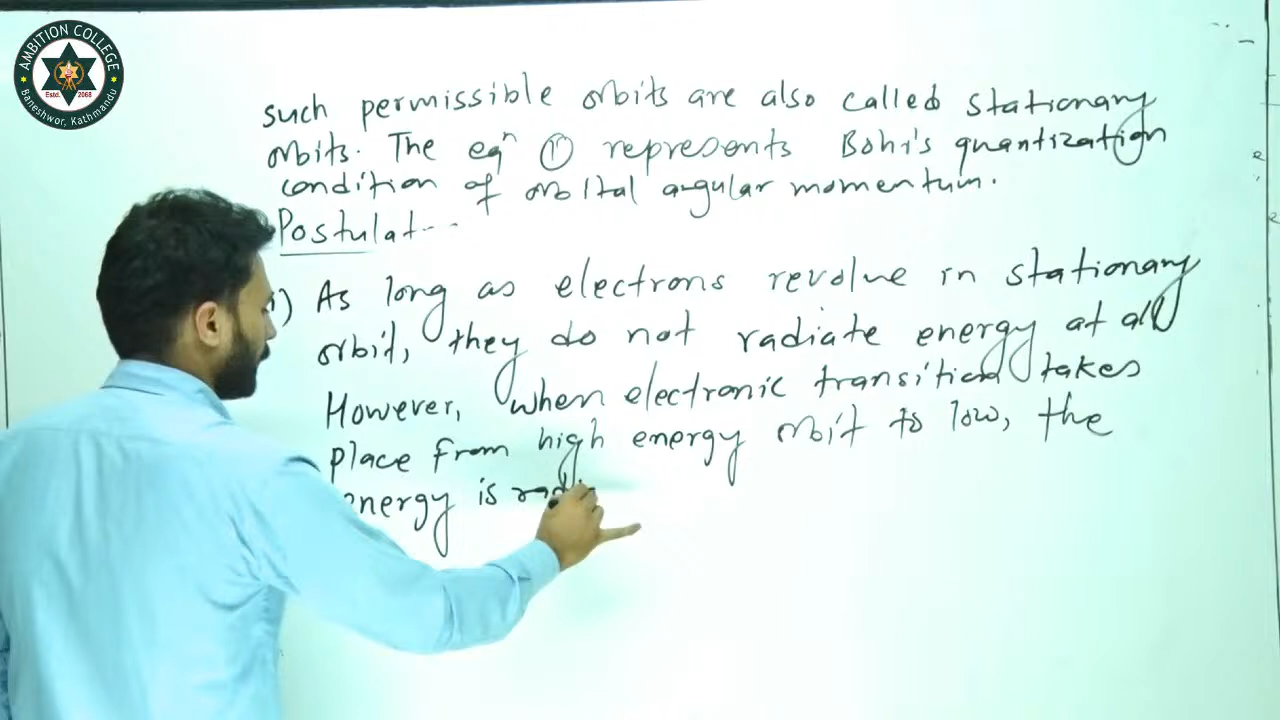 AMBITION COLLEGE
Estd. 2068
Baneshwor, Kathmandu
such permissible orbits are also called stationary
orbits. The eqⁿ ① represents Bohr's quantization
condition of orbital angular momentum.
Postulat--
i) As long as electrons revolve in stationary
orbit, they do not radiate energy at all
However, when electronic transition takes
place from high energy orbit to low, the
energy is radi